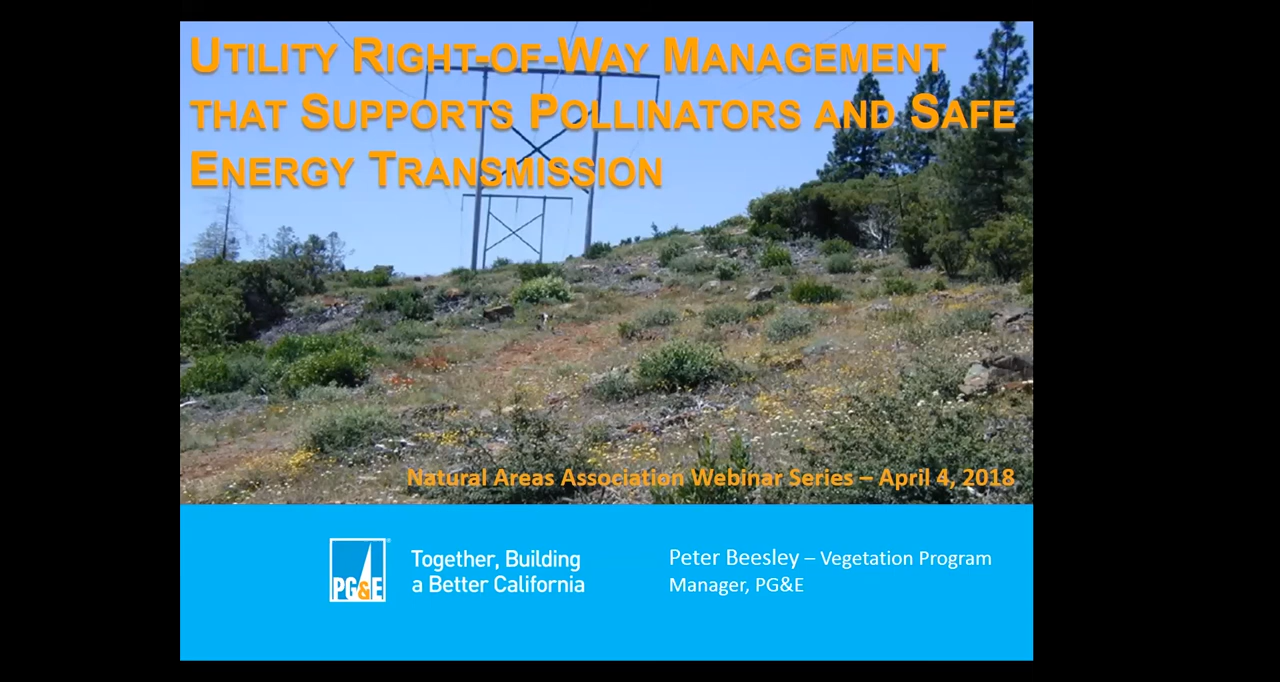 UTILITY RIGHT-OF-WAY MANAGEMENT
THAT SUPPORTS POLLINATORS AND SAFE
ENERGY TRANSMISSION
Natural Areas Association Webinar Series – April 4, 2018
PG&E
®
Together, Building
a Better California
Peter Beesley – Vegetation Program
Manager, PG&E